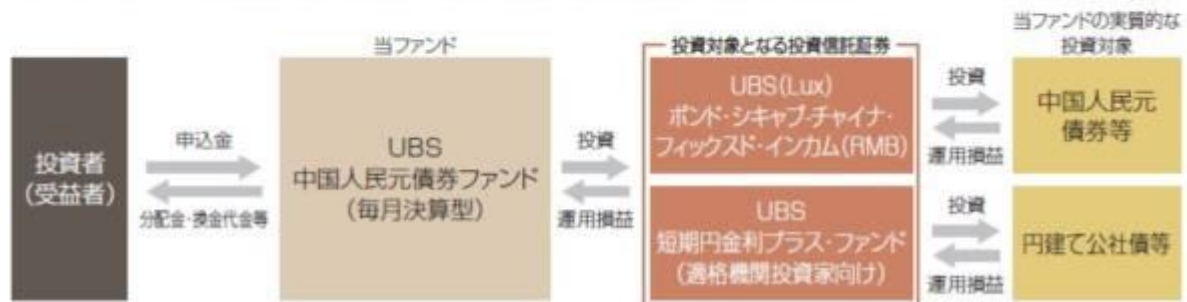 当ファンド
投資対象となる投資信託証券
当ファンドの実質的な
投資対象
投資者
(受益者)
申込金
分配金・換金代金等
UBS
中国人民元債券ファンド
(毎月決算型)
投資
運用損益
UBS(Lux)
ボンド・シキャブ-チャイナ・
フィックスド・インカム(RMB)
投資
運用損益
中国人民元
債券等
UBS
短期円金利プラス・ファンド
(適格機関投資家向け)
投資
運用損益
円建て公社債等